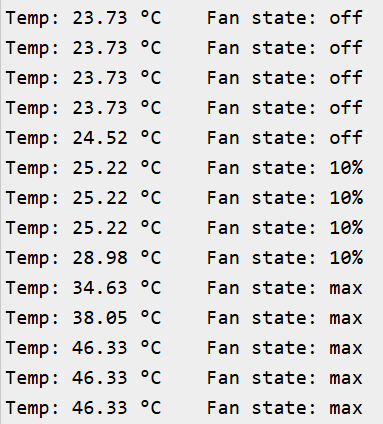 Temp: 23.73 °C    Fan state: off
Temp: 23.73 °C    Fan state: off
Temp: 23.73 °C    Fan state: off
Temp: 23.73 °C    Fan state: off
Temp: 24.52 °C    Fan state: off
Temp: 25.22 °C    Fan state: 10%
Temp: 25.22 °C    Fan state: 10%
Temp: 25.22 °C    Fan state: 10%
Temp: 28.98 °C    Fan state: 10%
Temp: 34.63 °C    Fan state: max
Temp: 38.05 °C    Fan state: max
Temp: 46.33 °C    Fan state: max
Temp: 46.33 °C    Fan state: max
Temp: 46.33 °C    Fan state: max